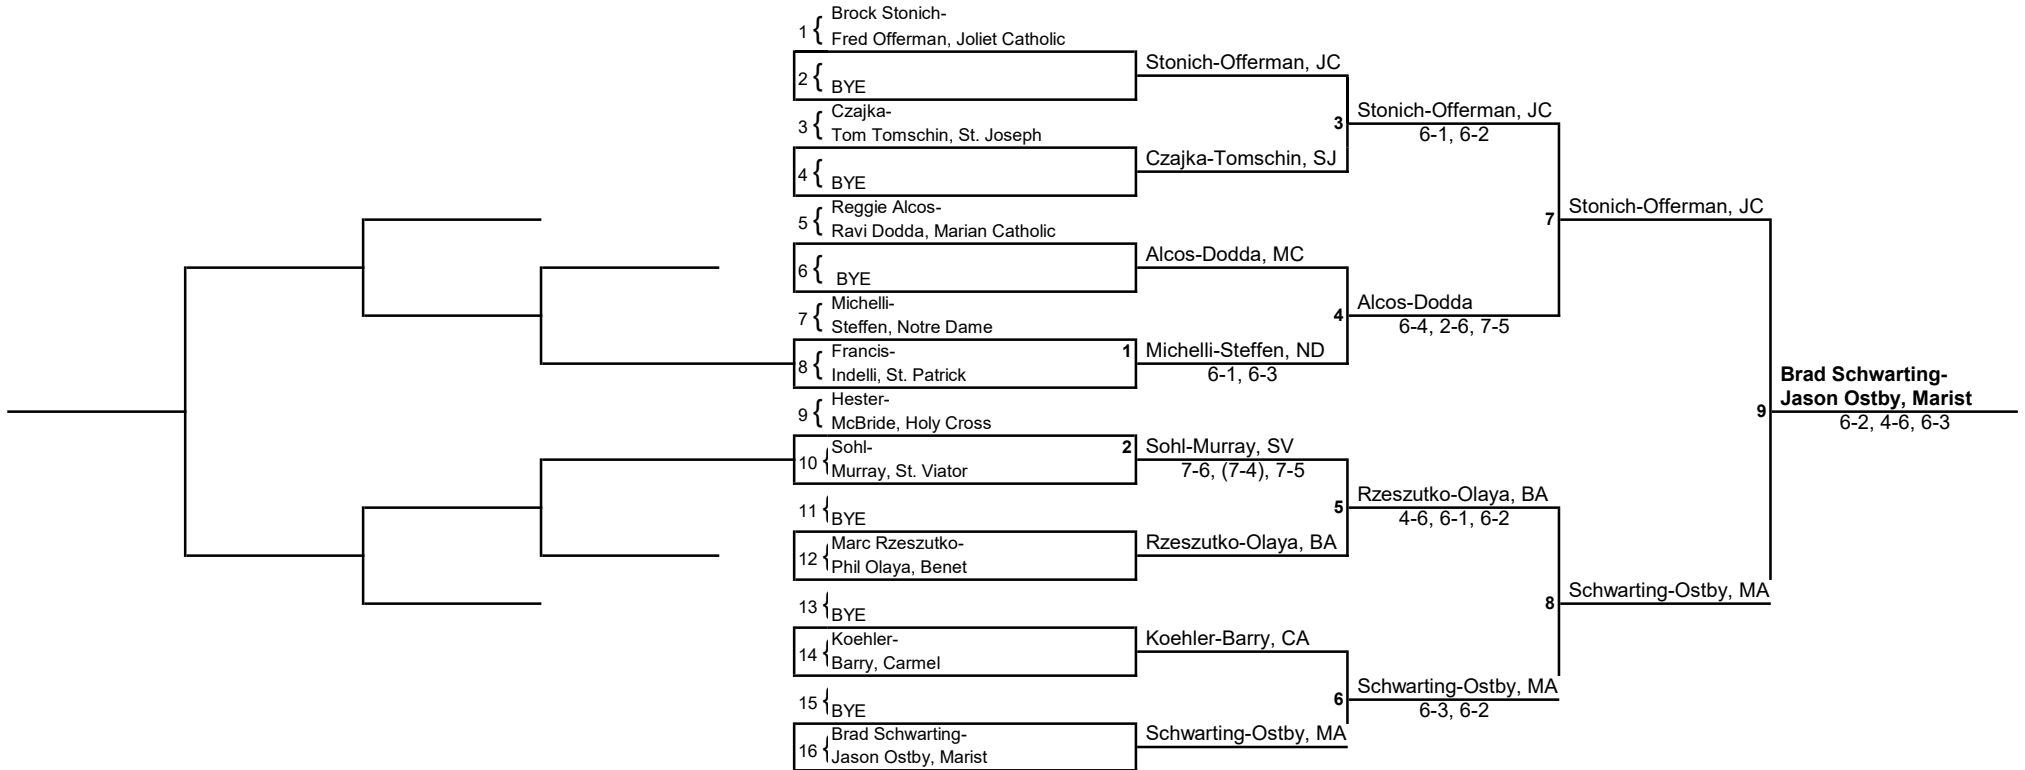 Brock Stonich-
1 { Fred Offerman, Joliet Catholic
Stonich-Offerman, JC
2 { BYE
Czajka-
3 { Tom Tomschin, St. Joseph
3 Stonich-Offerman, JC
6-1, 6-2
Czajka-Tomschin, SJ
4 { BYE
Reggie Alcos-
5 { Ravi Dodda, Marian Catholic
7 Stonich-Offerman, JC
Alcos-Dodda, MC
6 { BYE
Michelli-
7 { Steffen, Notre Dame
4 Alcos-Dodda
6-4, 2-6, 7-5
Francis-
8 { Indelli, St. Patrick
1 Michelli-Steffen, ND
6-1, 6-3
Hester-
9 { McBride, Holy Cross
Brad Schwarting-
Jason Ostby, Marist
9 6-2, 4-6, 6-3
Sohl-
10 { Murray, St. Viator
2 Sohl-Murray, SV
7-6, (7-4), 7-5
11 { BYE
5 Rzeszutko-Olaya, BA
4-6, 6-1, 6-2
Marc Rzeszutko-
12 { Phil Olaya, Benet
Rzeszutko-Olaya, BA
13 { BYE
8 Schwarting-Ostby, MA
Koehler-
14 { Barry, Carmel
Koehler-Barry, CA
15 { BYE
6 Schwarting-Ostby, MA
6-3, 6-2
Brad Schwarting-
16 { Jason Ostby, Marist
Schwarting-Ostby, MA